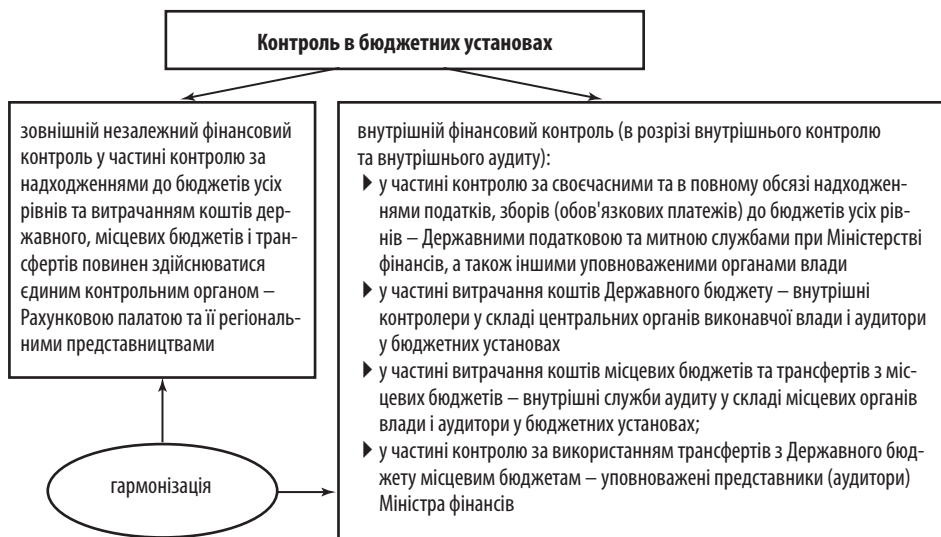 Контроль в бюджетних установах
зовнішній незалежний фінансовий
контроль у частині контролю за
надходженнями до бюджетів усіх
рівнів та витрачанням коштів дер-
жавного, місцевих бюджетів і тран-
сфертів повинен здійснюватися
єдиним контрольним органом –
Рахунковою палатою та її регіональ-
ними представництвами
внутрішній фінансовий контроль (в розрізі внутрішнього контролю
та внутрішнього аудиту):
у частині контролю за своєчасними та в повному обсязі надходжен-
нями податків, зборів (обов'язкових платежів) до бюджетів усіх рів-
нів – Державними податковою та митною службами при Міністерстві
фінансів, а також іншими уповноваженими органами влади
у частині витрачання коштів Державного бюджету – внутрішні
контролери у складі центральних органів виконавчої влади і аудитори
у бюджетних установах
у частині витрачання коштів місцевих бюджетів та трансфертів з міс-
цевих бюджетів – внутрішні служби аудиту у складі місцевих органів
влади і аудитори у бюджетних установах;
у частині контролю за використанням трансфертів з Державного бюд-
жету місцевим бюджетам – уповноважені представники (аудитори)
Міністра фінансів
гармонізація